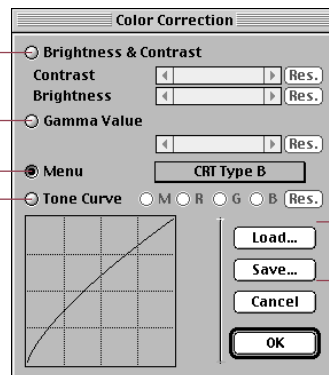 Color Correction
Brightness & Contrast
Contrast Res.
Brightness Res.
Gamma Value
Res.
Menu CRT Type B
Tone Curve M R G B Res.
Load...
Save...
Cancel
OK